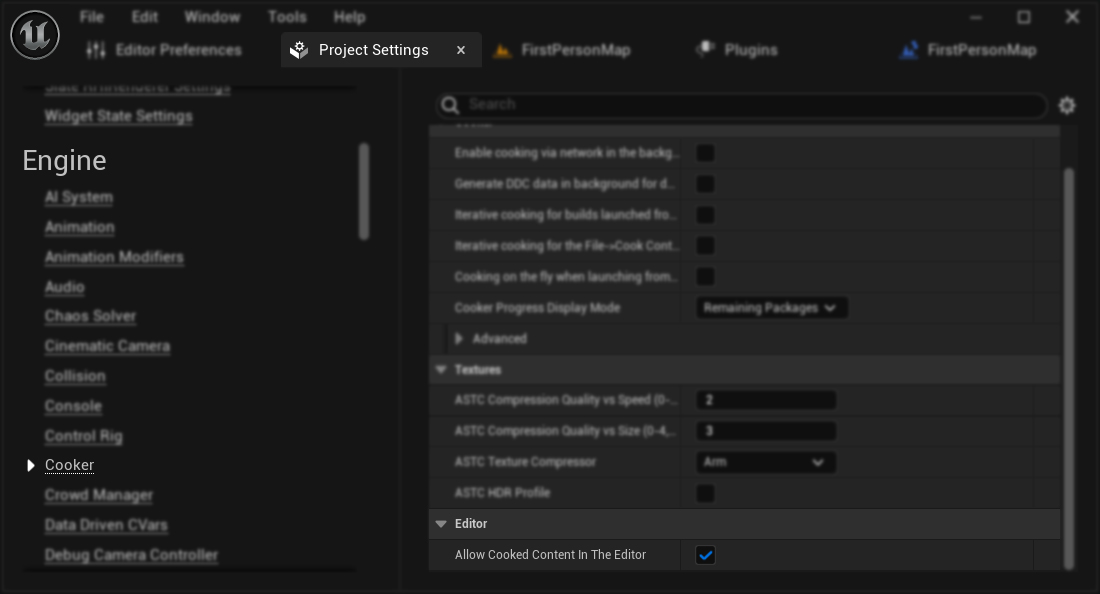 File Edit Window Tools Help
Editor Preferences Project Settings FirstPersonMap Plugins FirstPersonMap
Widget State Settings
Engine
AI System
Animation
Animation Modifiers
Audio
Chaos Solver
Cinematic Camera
Collision
Console
Control Rig
Cooker
Crowd Manager
Data Driven CVars
Debug Camera Controller
Search
Enable cooking via network in the backg...
Generate DDC data in background for d...
Iterative cooking for builds launched fro...
Iterative cooking for the File->Cook Cont...
Cooking on the fly when launching from...
Cooker Progress Display Mode Remaining Packages
Advanced
Textures
ASTC Compression Quality vs Speed (0-... 2
ASTC Compression Quality vs Size (0-4,... 3
ASTC Texture Compressor Arm
ASTC HDR Profile
Editor
Allow Cooked Content In The Editor